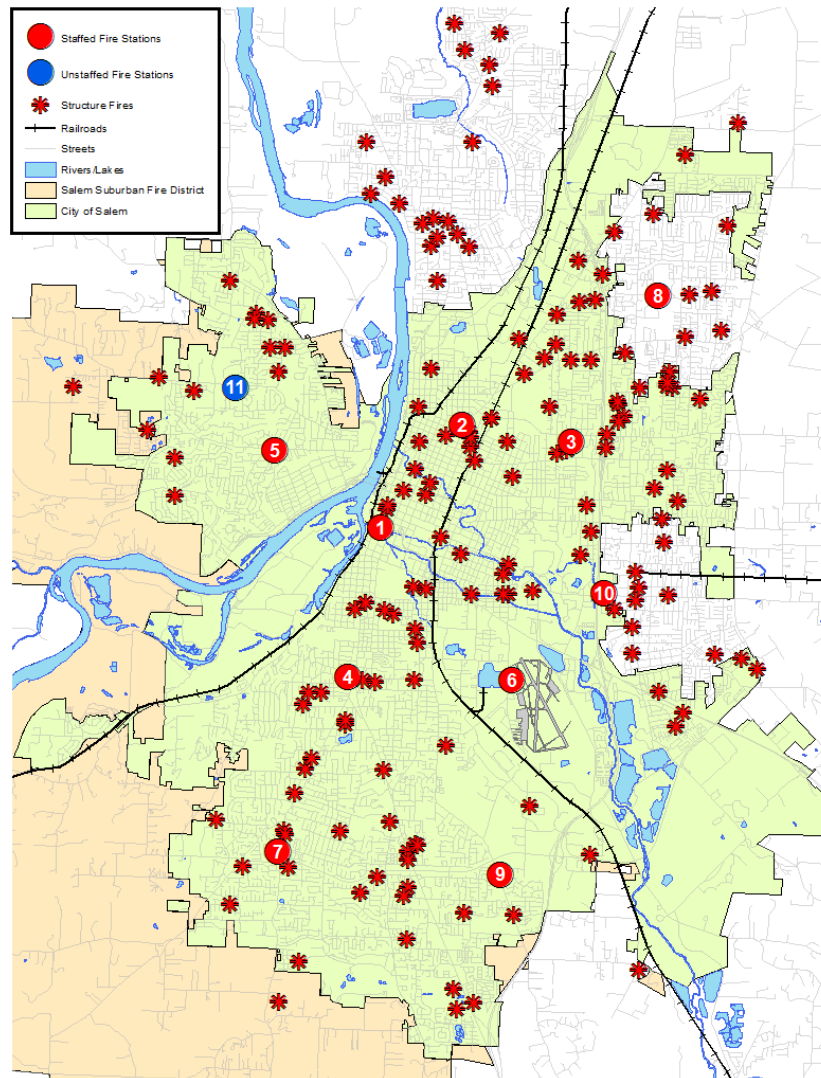 Staffed Fire Stations
Unstaffed Fire Stations
Structure Fires
Railroads
Streets
Rivers/Lakes
Salem Suburban Fire District
City of Salem
8
11
2
3
5
1
10
4
6
7
9